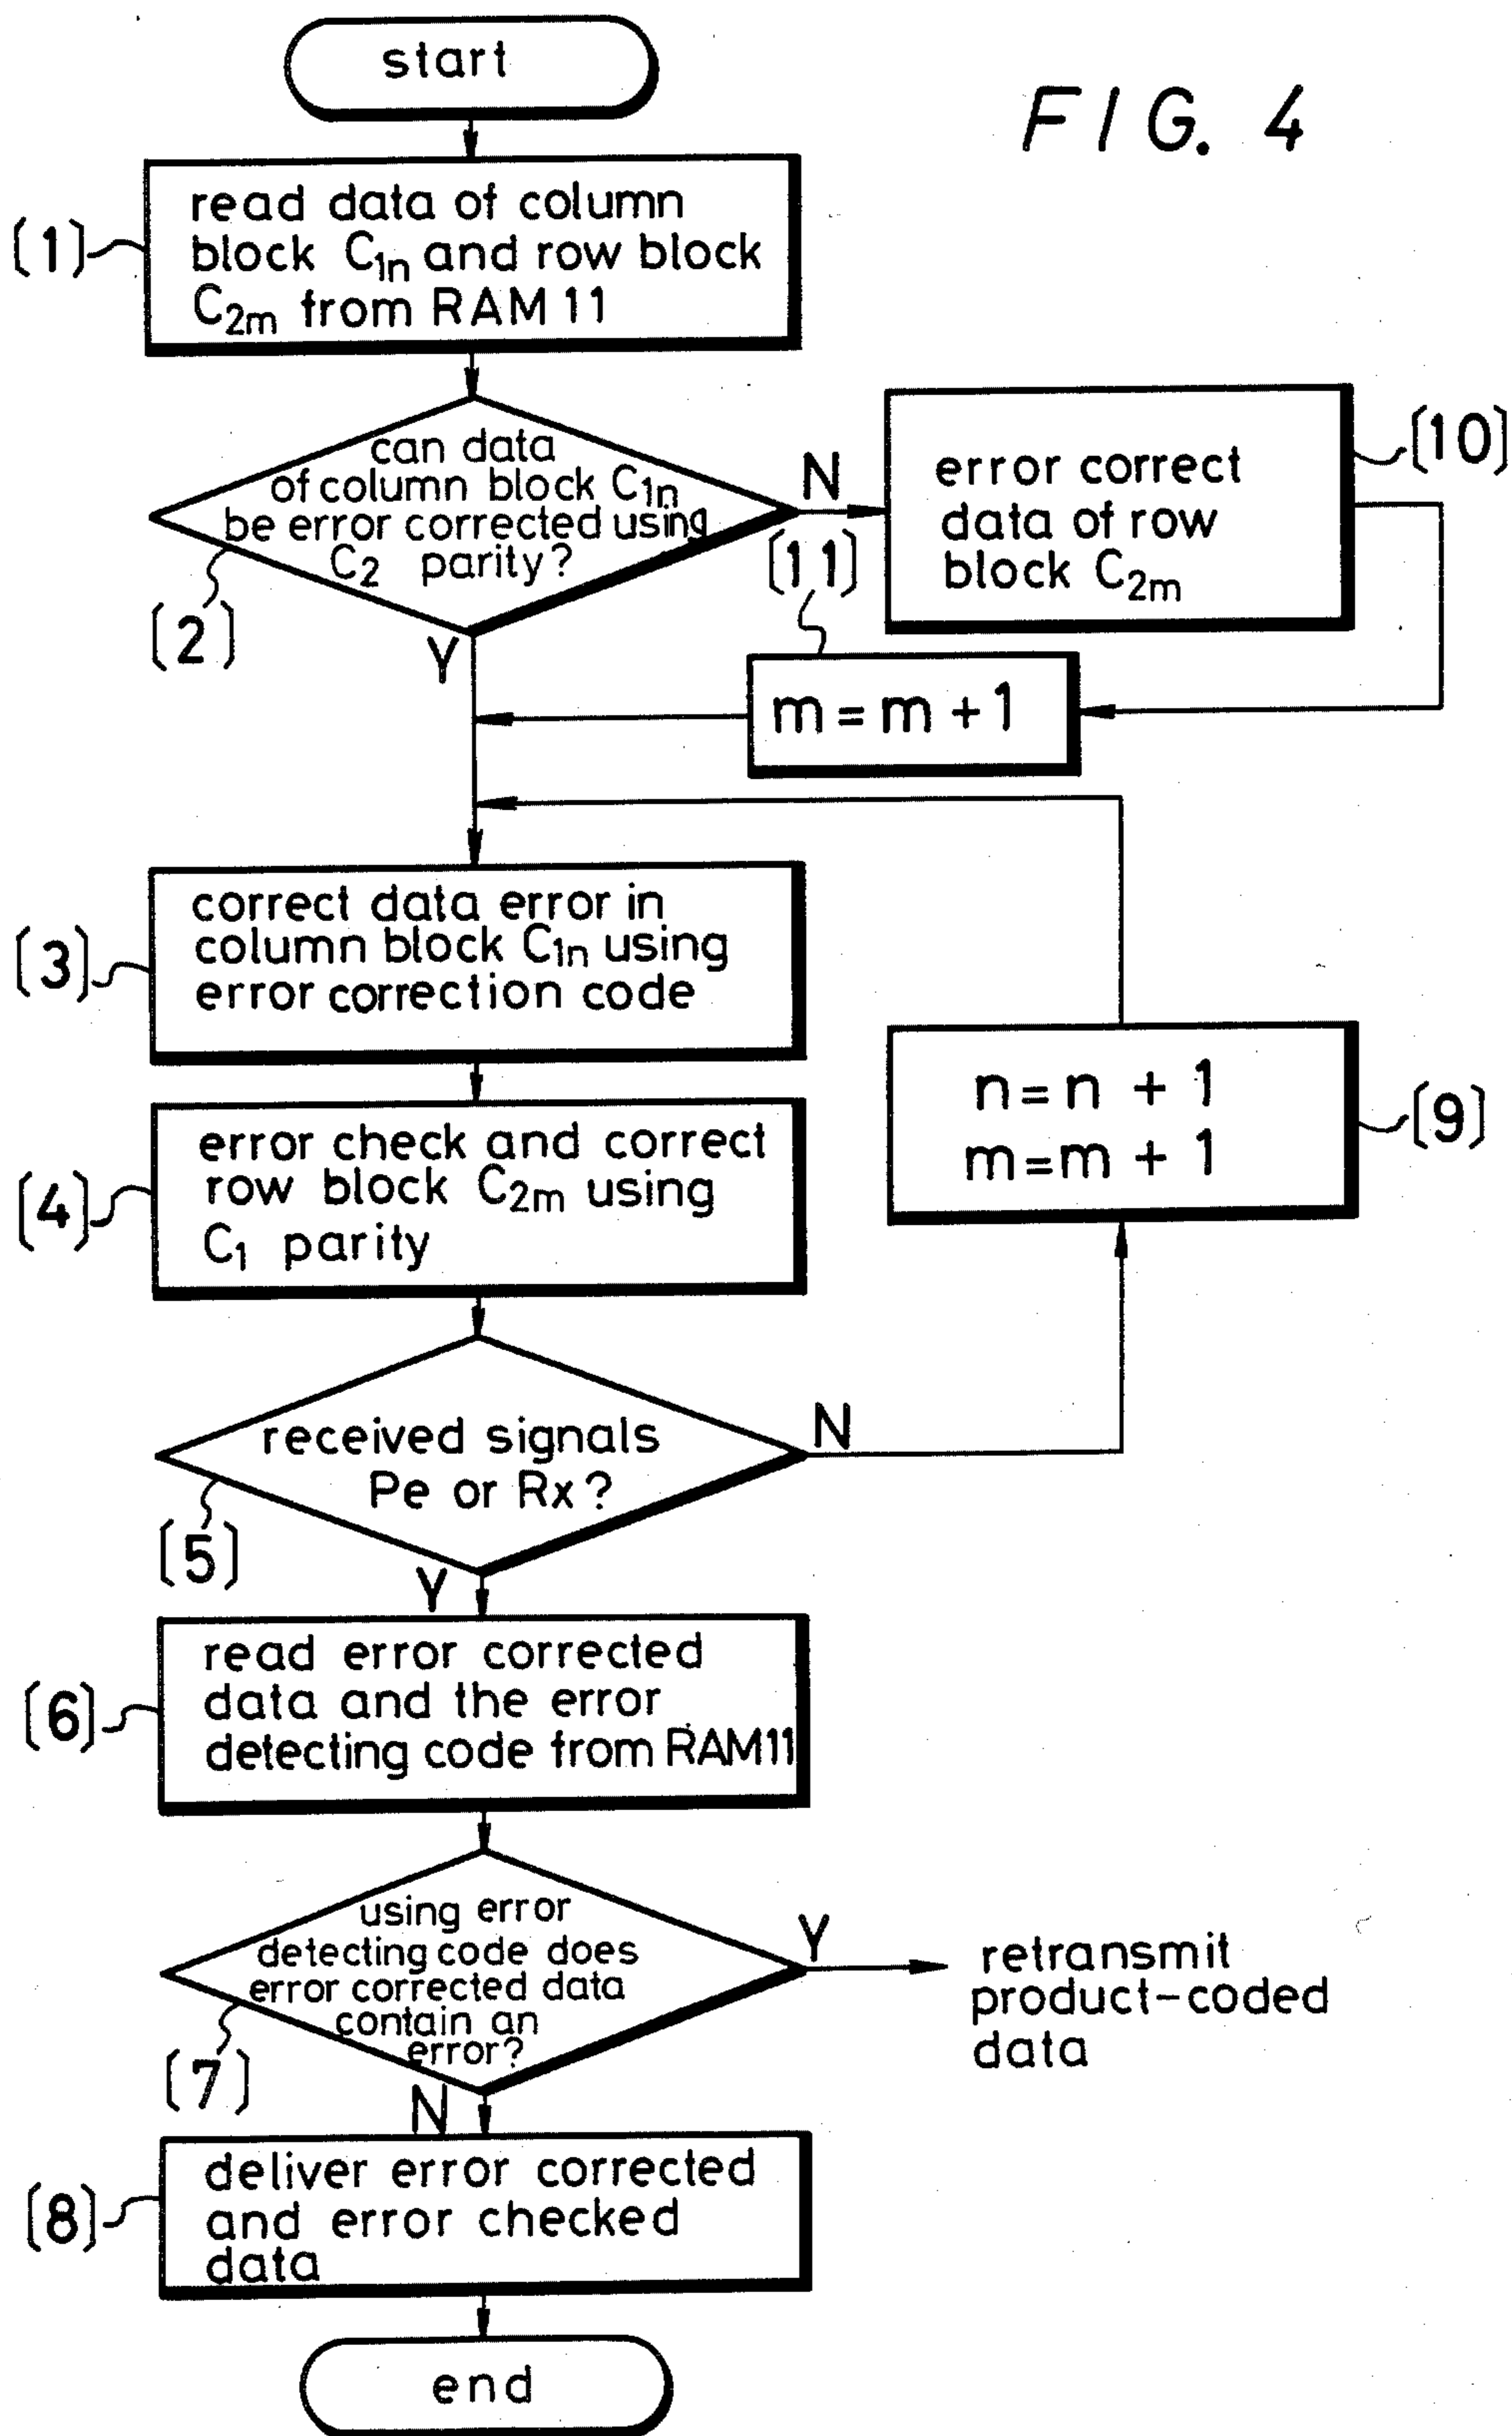 start
FIG. 4
(1)
read data of column
block C1n and row block
C2m from RAM 11
can data
of column block C1n
be error corrected using
C2 parity?
(2)
N
Y
(10)
error correct
data of row
block C2m
(11)
m = m + 1
(3)
correct data error in
column block C1n using
error correction code
(4)
error check and correct
row block C2m using
C1 parity
(9)
n = n + 1
m = m + 1
received signals
Pe or Rx?
(5)
N
Y
(6)
read error corrected
data and the error
detecting code from RAM11
using error
detecting code does
error corrected data
contain an
error?
(7)
Y
retransmit
product-coded
data
N
(8)
deliver error corrected
and error checked
data
end